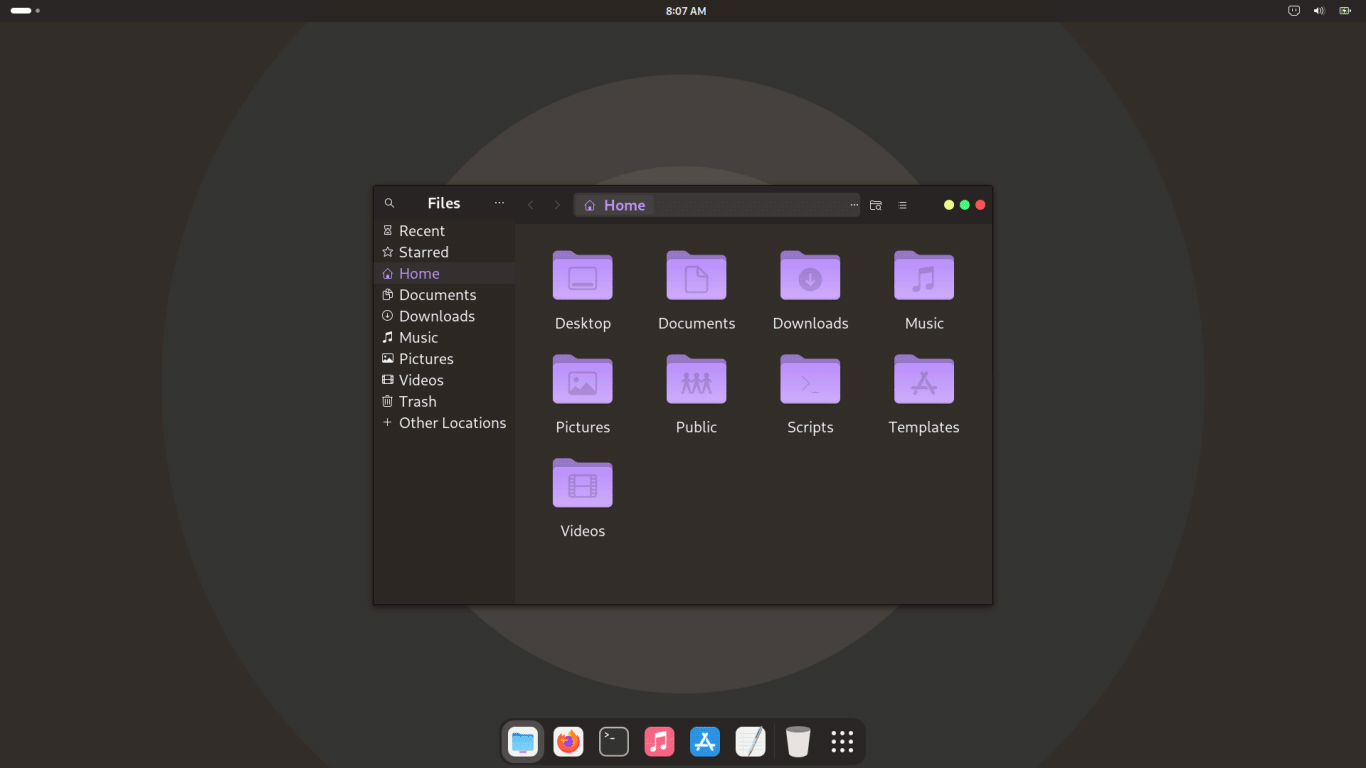 8:07 AM
Files
Home
Recent
Starred
Home
Documents
Downloads
Music
Pictures
Videos
Trash
Other Locations
Desktop
Documents
Downloads
Music
Pictures
Public
Scripts
Templates
Videos